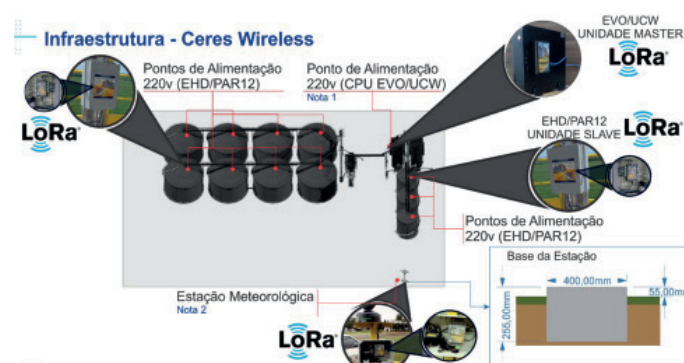 Infraestrutura - Ceres Wireless
EVO/UCW
UNIDADE MASTER
LoRa
Pontos de Alimentação
220v (EHD/PAR12)
Ponto de Alimentação
220v (CPU EVO/UCW)
Nota 1
LoRa
EHD/PAR12
UNIDADE SLAVE
LoRa
Pontos de Alimentação
220v (EHD/PAR12)
Base da Estação
400,00mm
55,00mm
255,00mm
Estação Meteorológica
Nota 2
LoRa